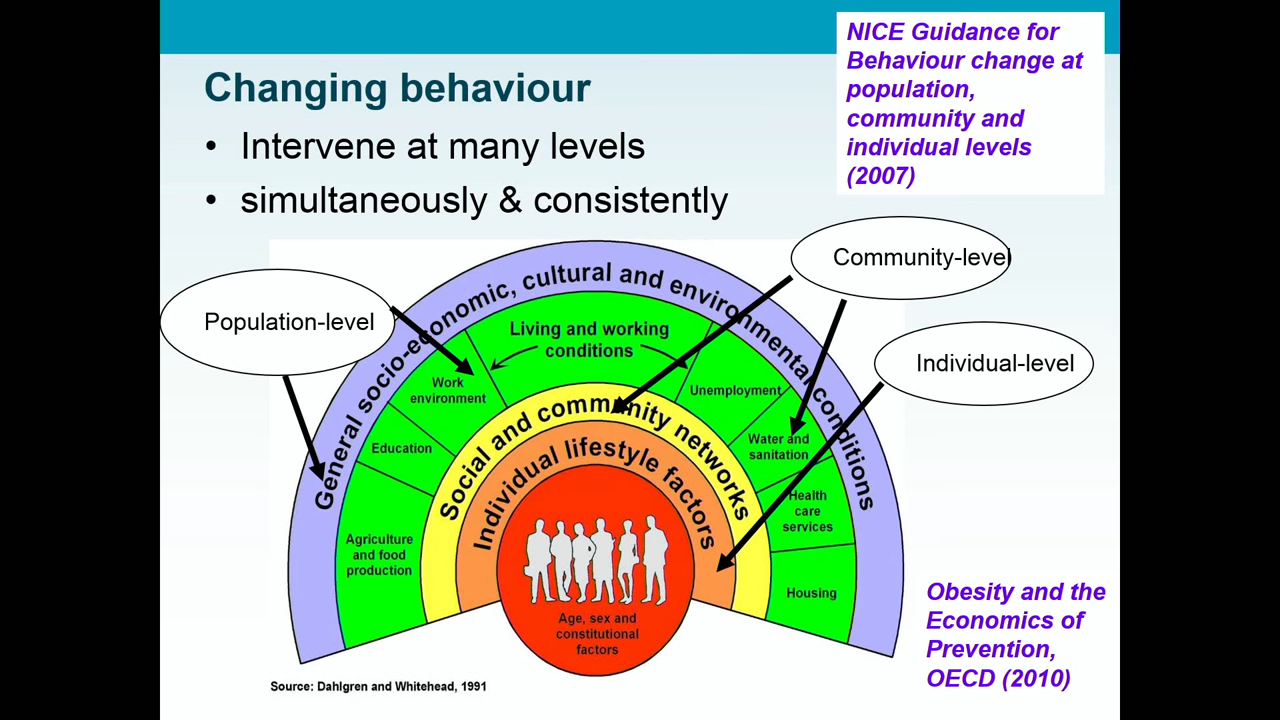 NICE Guidance for
Behaviour change at
population,
community and
individual levels
(2007)
Changing behaviour
• Intervene at many levels
• simultaneously & consistently
Community-level
Population-level
Individual-level
General socio-economic, cultural and environmental conditions
Living and working
conditions
Work
environment
Unemployment
Education
Water and
sanitation
Social and community networks
Individual lifestyle factors
Health
care
services
Agriculture
and food
production
Housing
Age, sex and
constitutional
factors
Obesity and the
Economics of
Prevention,
OECD (2010)
Source: Dahlgren and Whitehead, 1991